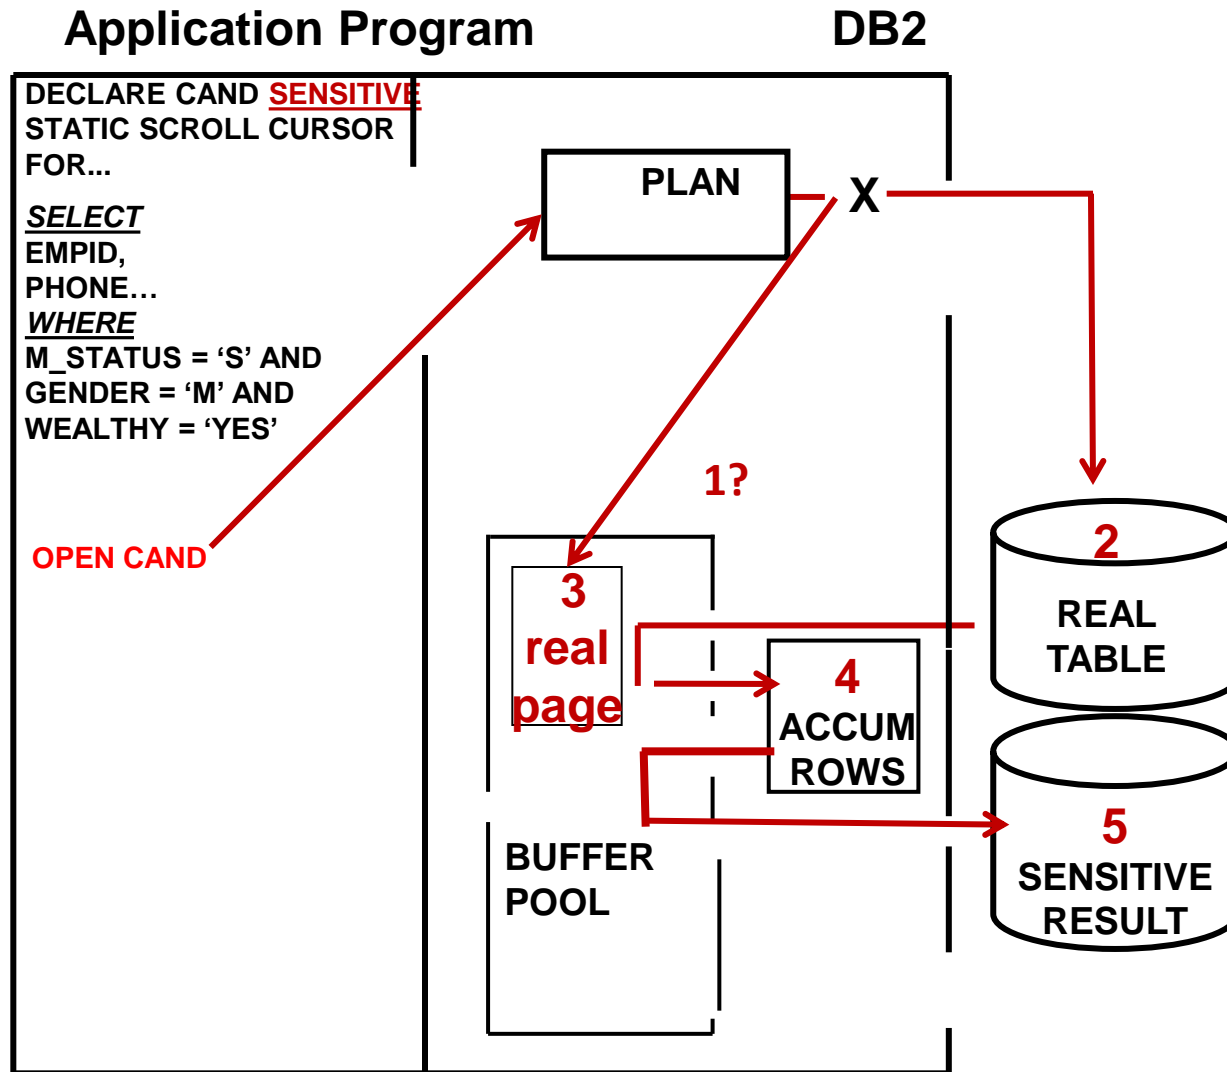 Application Program
DB2
DECLARE CAND SENSITIVE
STATIC SCROLL CURSOR
FOR...
SELECT
EMPID,
PHONE…
WHERE
M_STATUS = ‘S’ AND
GENDER = ‘M’ AND
WEALTHY = ‘YES’
OPEN CAND
PLAN
X
1?
2
REAL
TABLE
3
real
page
4
ACCUM
ROWS
5
SENSITIVE
RESULT
BUFFER
POOL